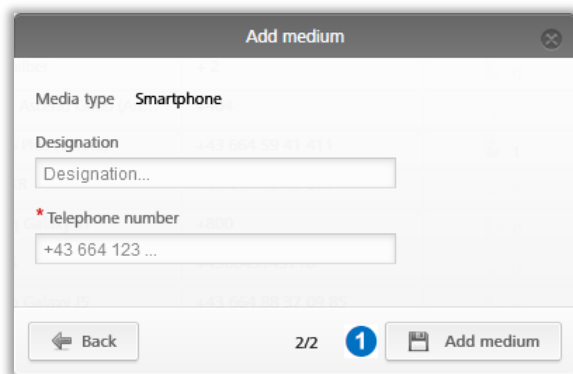 Add medium
Media type Smartphone
Designation
Designation...
* Telephone number
+43 664 123 ...
Back 2/2 1 Add medium